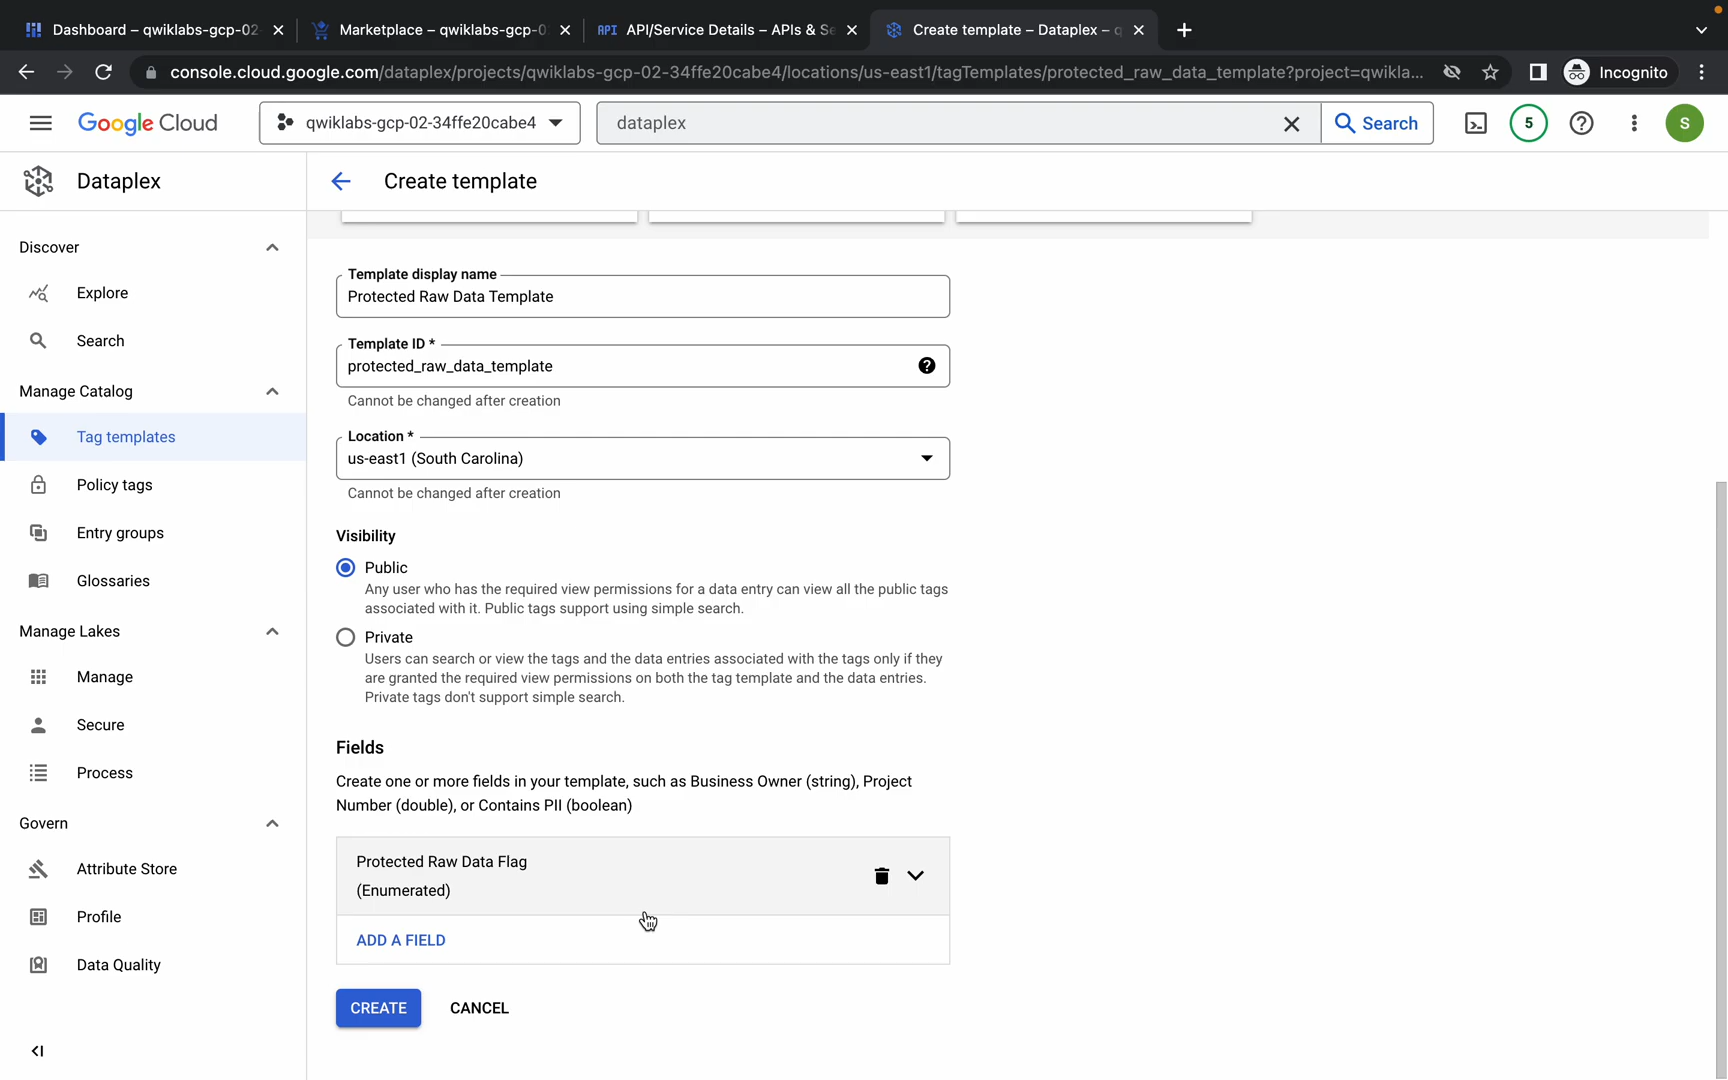 Dashboard – qwiklabs-gcp-02-
Marketplace – qwiklabs-gcp-0
API API/Service Details – APIs & Se
Create template – Dataplex – q
console.cloud.google.com/dataplex/projects/qwiklabs-gcp-02-34ffe20cabe4/locations/us-east1/tagTemplates/protected_raw_data_template?project=qwikla...
Incognito
Google Cloud
qwiklabs-gcp-02-34ffe20cabe4
dataplex
Search
5
S
Dataplex
Create template
Discover
Explore
Search
Manage Catalog
Tag templates
Policy tags
Entry groups
Glossaries
Manage Lakes
Manage
Secure
Process
Govern
Attribute Store
Profile
Data Quality
Template display name
Protected Raw Data Template
Template ID *
protected_raw_data_template
Cannot be changed after creation
Location *
us-east1 (South Carolina)
Cannot be changed after creation
Visibility
Public
Any user who has the required view permissions for a data entry can view all the public tags
associated with it. Public tags support using simple search.
Private
Users can search or view the tags and the data entries associated with the tags only if they
are granted the required view permissions on both the tag template and the data entries.
Private tags don't support simple search.
Fields
Create one or more fields in your template, such as Business Owner (string), Project
Number (double), or Contains PII (boolean)
Protected Raw Data Flag
(Enumerated)
ADD A FIELD
CREATE
CANCEL